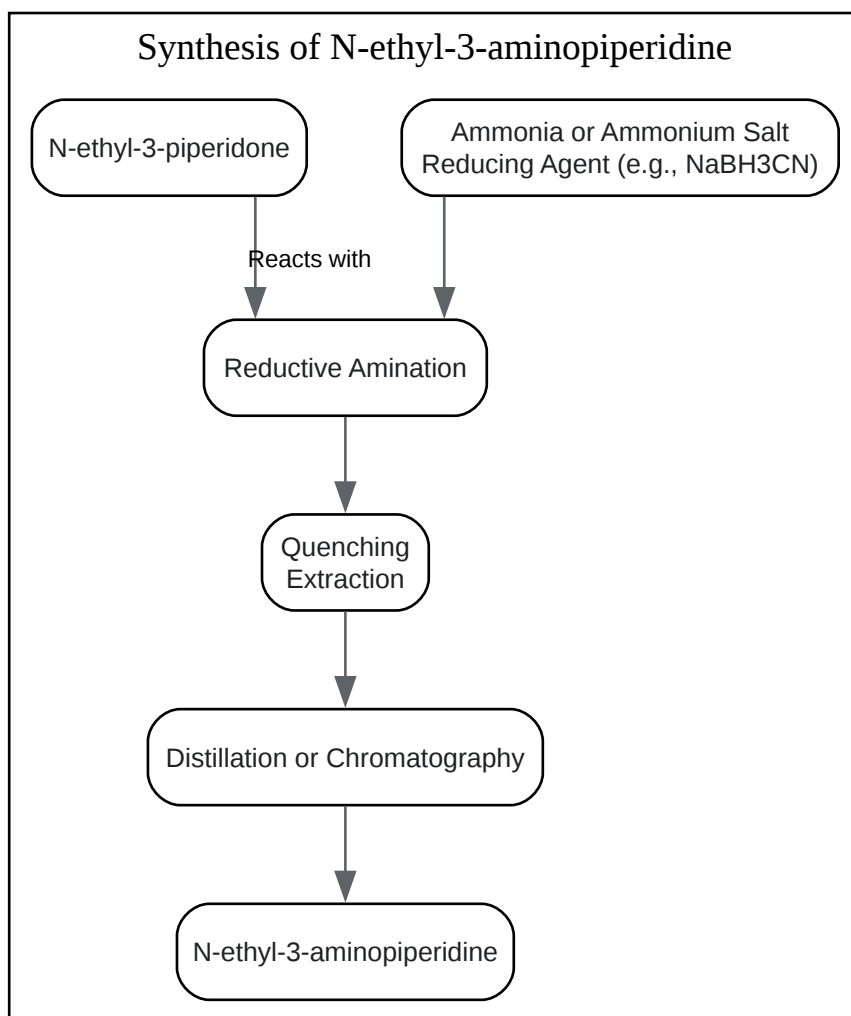 Synthesis of N-ethyl-3-aminopiperidine
N-ethyl-3-piperidone
Ammonia or Ammonium Salt
Reducing Agent (e.g., NaBH3CN)
Reacts with
Reductive Amination
Quenching
Extraction
Distillation or Chromatography
N-ethyl-3-aminopiperidine